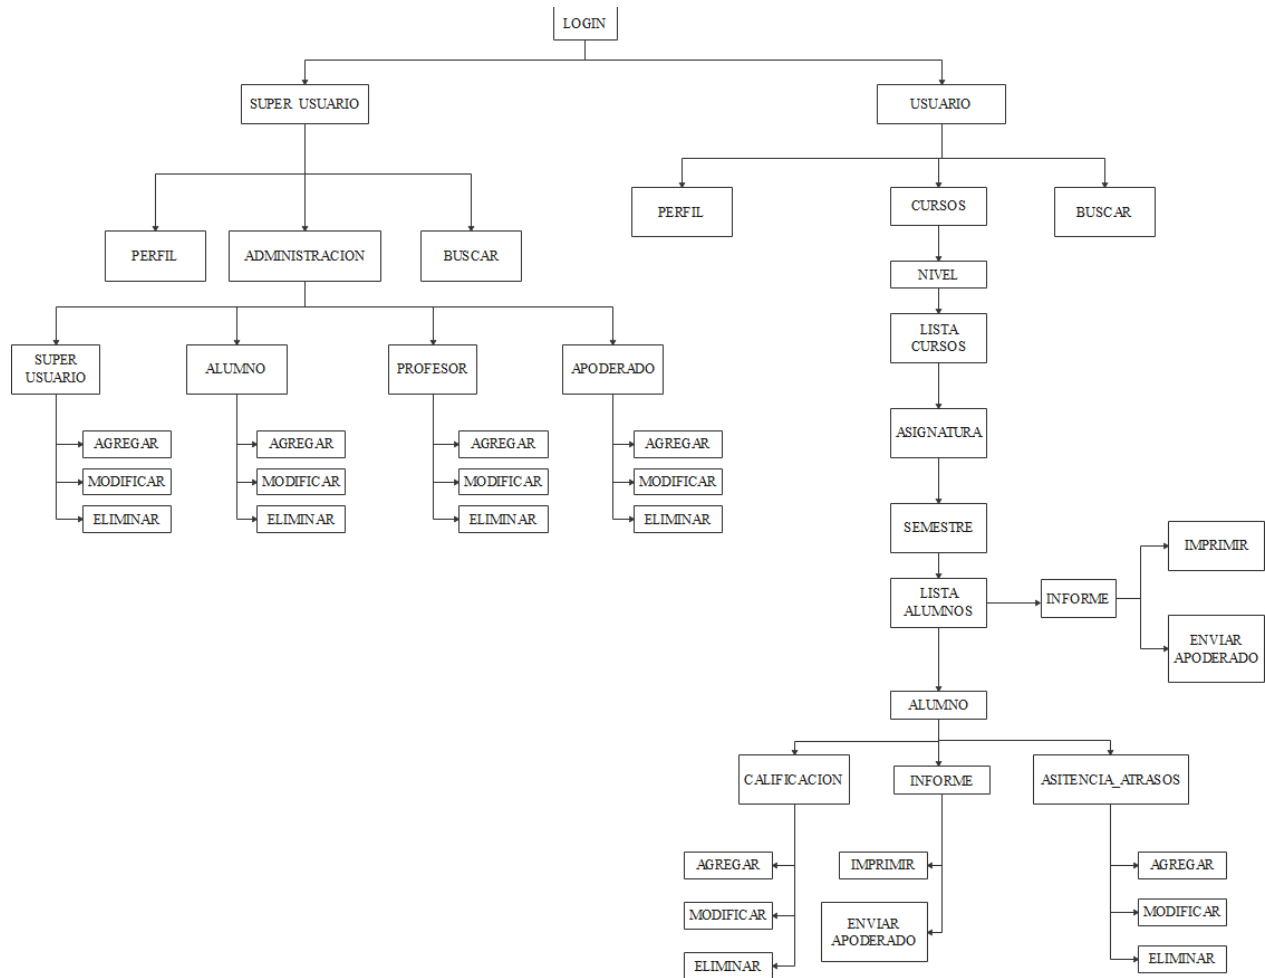 LOGIN
SUPER USUARIO
USUARIO
PERFIL
CURSOS
BUSCAR
PERFIL
ADMINISTRACION
BUSCAR
NIVEL
LISTA
CURSOS
SUPER
USUARIO
ALUMNO
PROFESOR
APODERADO
ASIGNATURA
AGREGAR
AGREGAR
AGREGAR
AGREGAR
MODIFICAR
MODIFICAR
MODIFICAR
MODIFICAR
ELIMINAR
ELIMINAR
ELIMINAR
ELIMINAR
SEMESTRE
IMPRIMIR
LISTA
ALUMNOS
INFORME
ENVIAR
APODERADO
ALUMNO
CALIFICACION
INFORME
ASITENCIA_ATRASOS
AGREGAR
IMPRIMIR
AGREGAR
MODIFICAR
ENVIAR
APODERADO
MODIFICAR
ELIMINAR
ELIMINAR